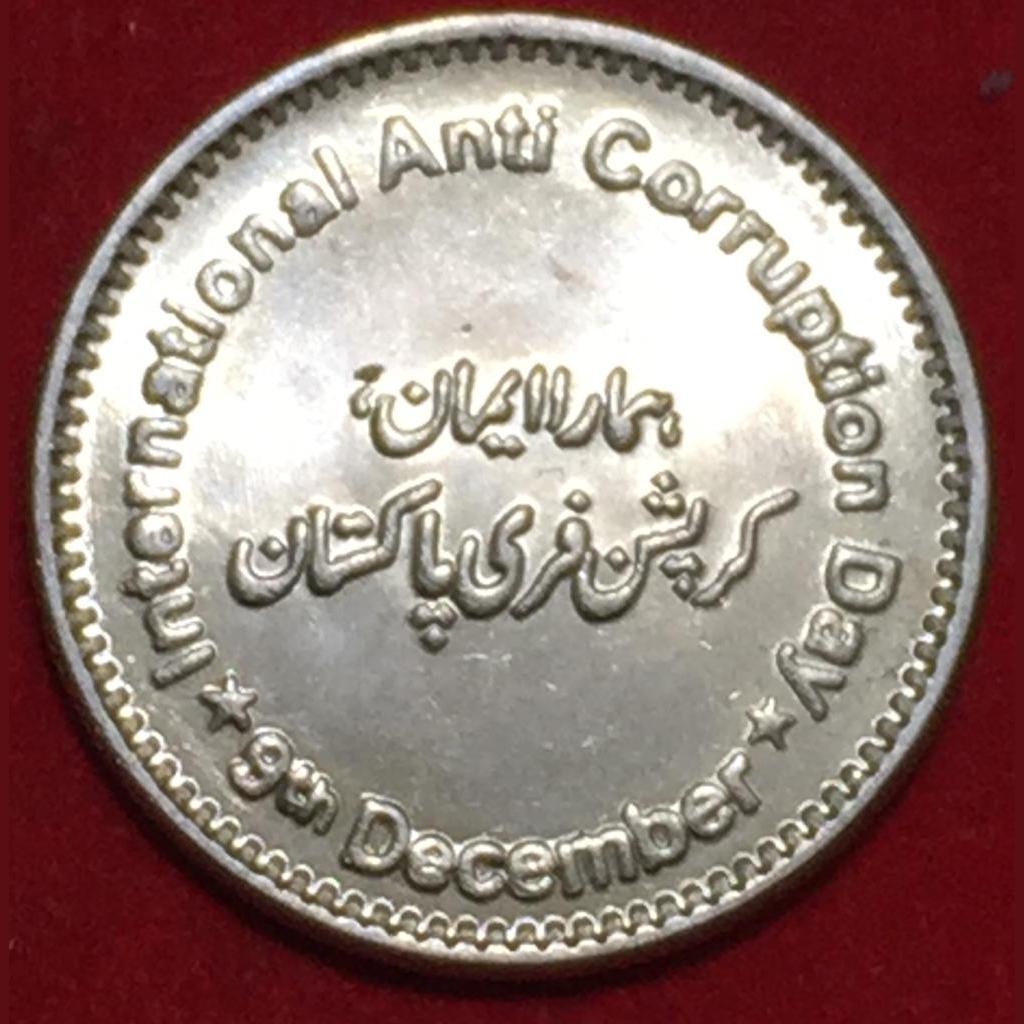 International Anti Corruption Day
ہمارا ایمان،
کرپشن فری پاکستان
9th December